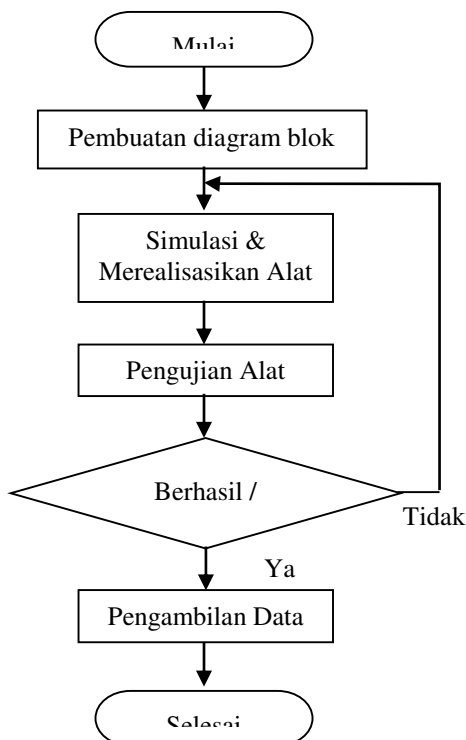 Mulai
Pembuatan diagram blok
Simulasi &
Merealisasikan Alat
Pengujian Alat
Berhasil /
Tidak
Ya
Pengambilan Data
Selesai